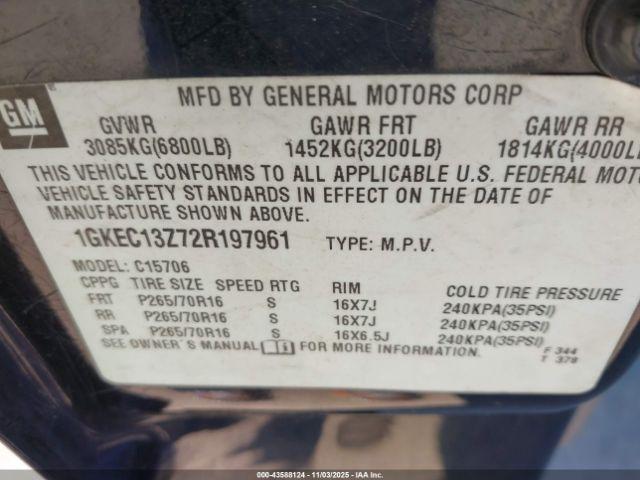 GM
MFD BY GENERAL MOTORS CORP
GVWR GAWR FRT GAWR RR
3085KG(6800LB) 1452KG(3200LB) 1814KG(4000L
THIS VEHICLE CONFORMS TO ALL APPLICABLE U.S. FEDERAL MOT
VEHICLE SAFETY STANDARDS IN EFFECT ON THE DATE OF
MANUFACTURE SHOWN ABOVE.
1GKEC13Z72R197961 TYPE: M.P.V.
MODEL: C15706
CPPG TIRE SIZE SPEED RTG RIM COLD TIRE PRESSURE
FRT P265/70R16 S 16X7J 240KPA(35PSI)
RR P265/70R16 S 16X7J 240KPA(35PSI)
SPA P265/70R16 S 16X6.5J 240KPA(35PSI)
SEE OWNER'S MANUAL FOR MORE INFORMATION.
F 344
T 378
000-43588124 - 11/03/2025 - IAA Inc.